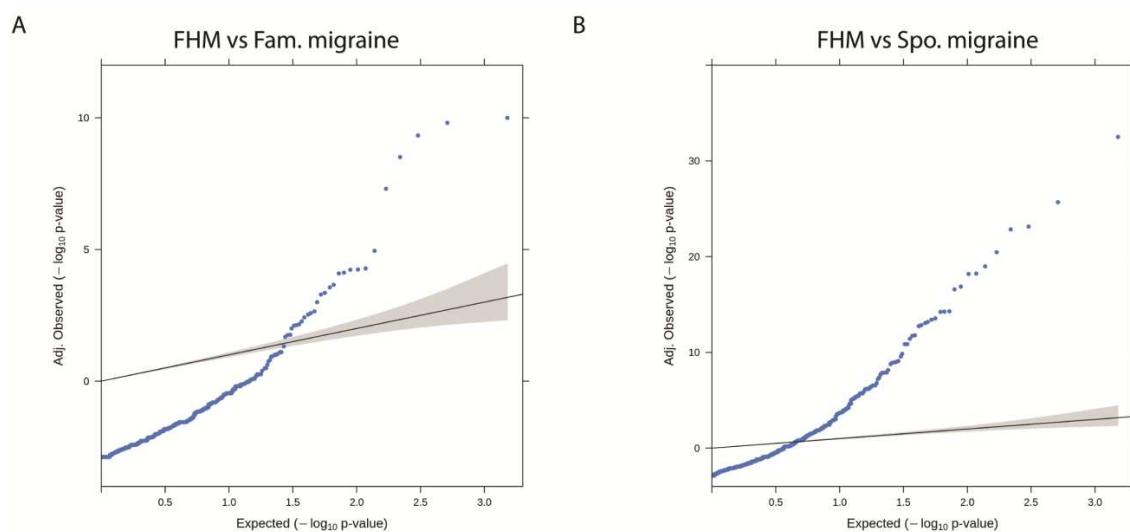 A
FHM vs Fam. migraine
10
5
0
Adj. Observed (− log10 p-value)
0.5 1.0 1.5 2.0 2.5 3.0
Expected (− log10 p-value)
B
FHM vs Spo. migraine
30
20
10
0
Adj. Observed (− log10 p-value)
0.5 1.0 1.5 2.0 2.5 3.0
Expected (− log10 p-value)